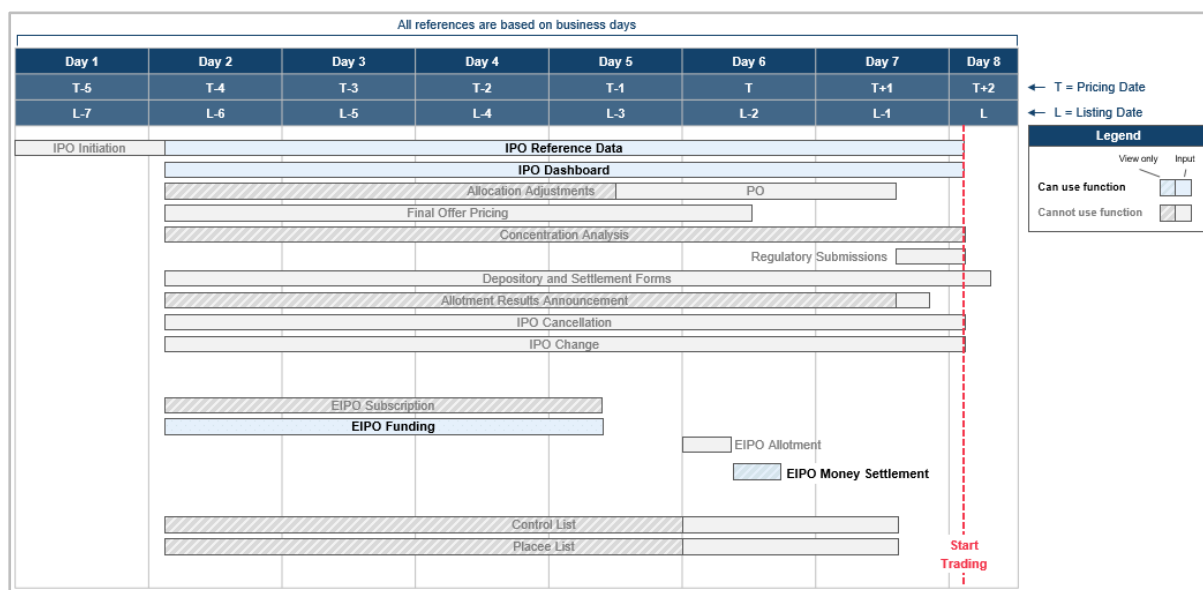 All references are based on business days
Day 1 Day 2 Day 3 Day 4 Day 5 Day 6 Day 7 Day 8
T-5 T-4 T-3 T-2 T-1 T T+1 T+2 ← T = Pricing Date
L-7 L-6 L-5 L-4 L-3 L-2 L-1 L ← L = Listing Date
Legend
View only Input
Can use function
Cannot use function
IPO Initiation IPO Reference Data
IPO Dashboard
Allocation Adjustments PO
Final Offer Pricing
Concentration Analysis
Regulatory Submissions
Depository and Settlement Forms
Allotment Results Announcement
IPO Cancellation
IPO Change
EIPO Subscription
EIPO Funding
EIPO Allotment
EIPO Money Settlement
Control List
Placee List
Start
Trading